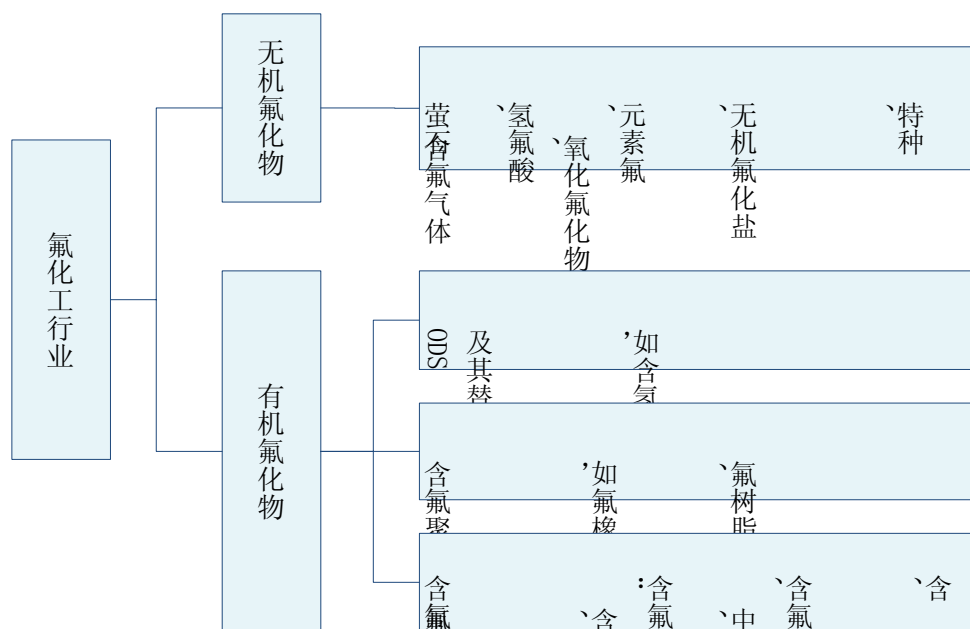 氟化工行业
无机氟化物
萤石、氢氟酸、元素氟、无机氟化盐、特种
含氟气体、氧化氟化物
有机氟化物
ODS及其替，如含
含氟聚，如氟橡、氟树脂
含氟：含氟、含氟、含
、含、中